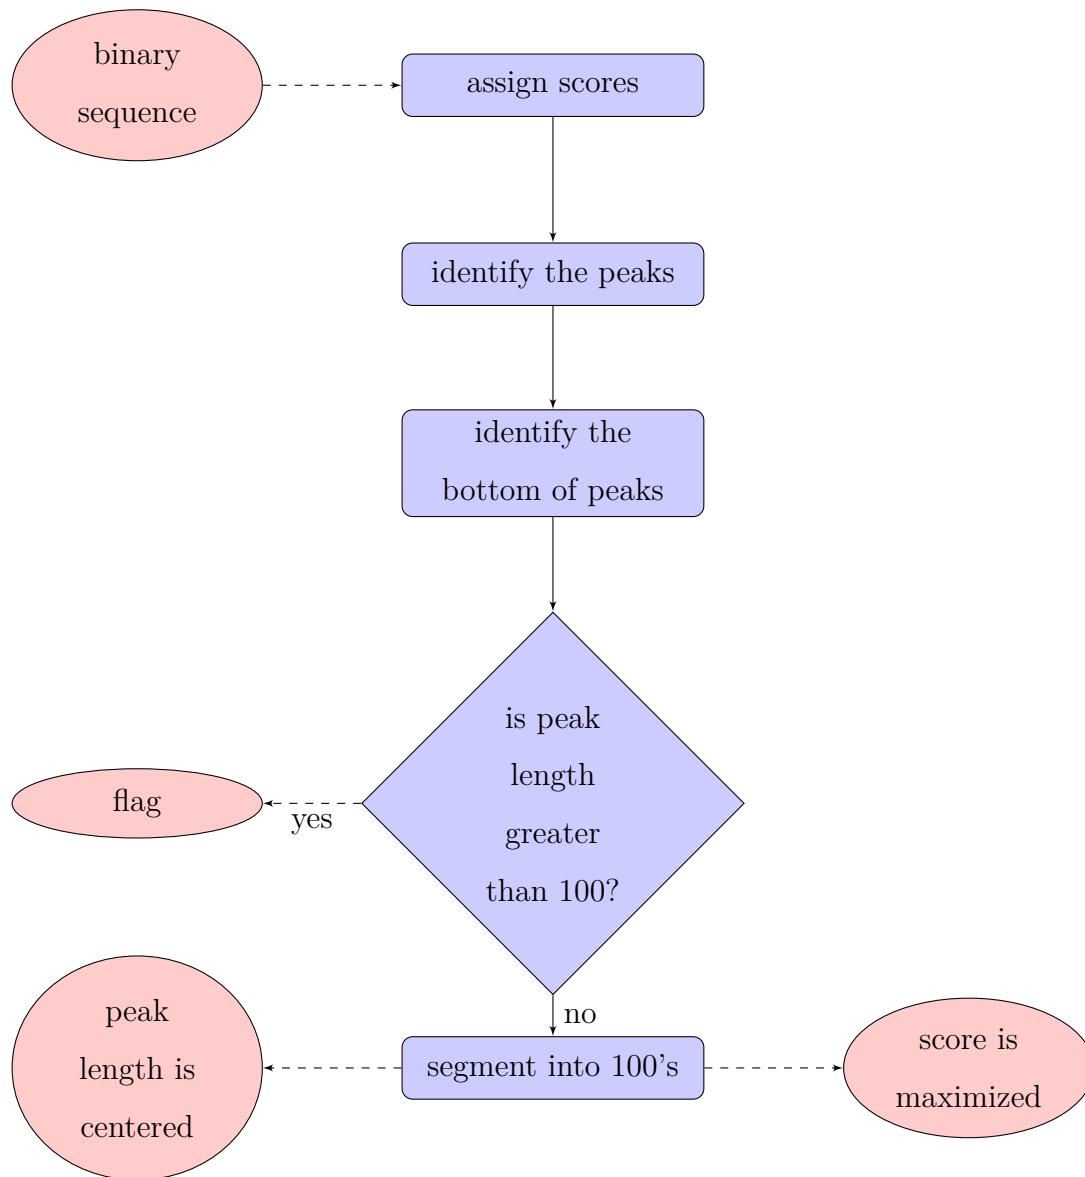 binary
sequence
assign scores
identify the peaks
identify the
bottom of peaks
is peak
length
greater
than 100?
flag
yes
no
peak
length is
centered
segment into 100's
score is
maximized